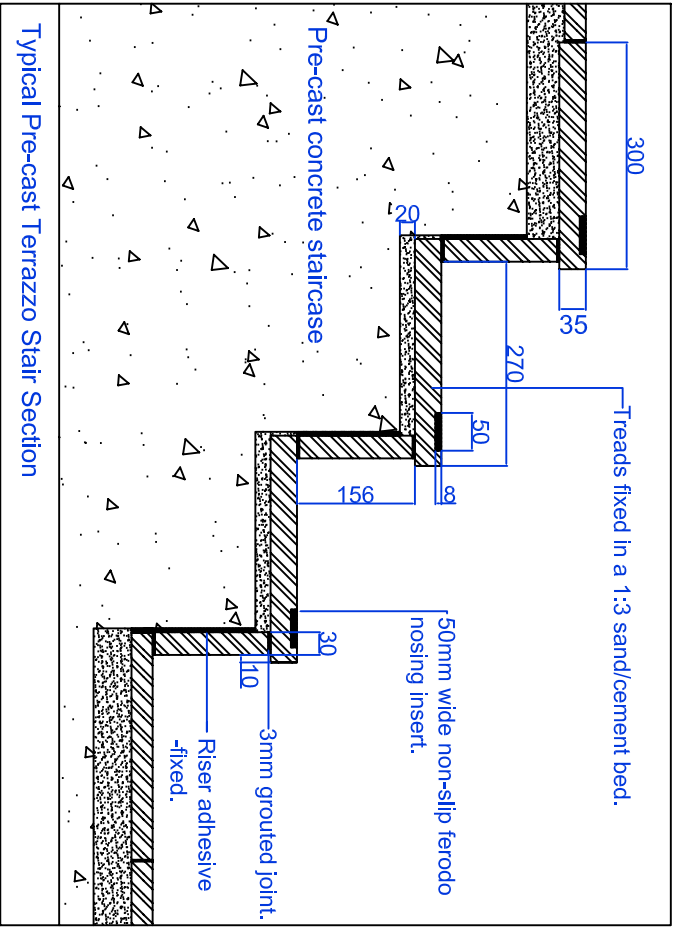 300
35
Treads fixed in a 1:3 sand/cement bed.
270
50
8
20
Pre-cast concrete staircase
156
50mm wide non-slip ferodo
nosing insert.
30
10
3mm grouted joint.
Riser adhesive
-fixed.
Typical Pre-cast Terrazzo Stair Section